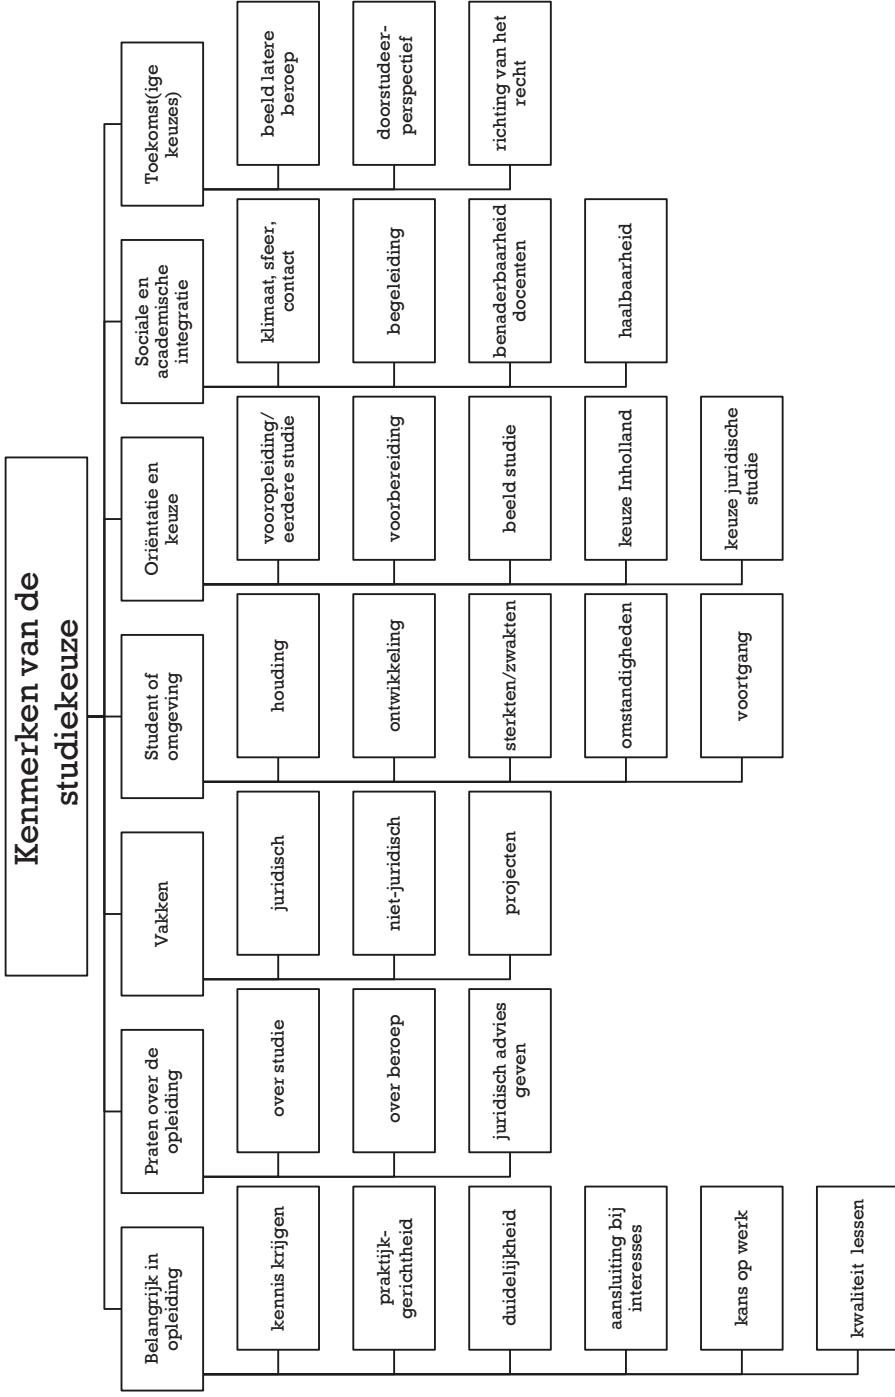 Kenmerken van de
studiekeuze
Belangrijk in
opleiding
kennis krijgen
praktijk-
gerichtheid
duidelijkheid
aansluiting bij
interesses
kans op werk
kwaliteit lessen
Praten over de
opleiding
over studie
over beroep
juridisch advies
geven
Vakken
juridisch
niet-juridisch
projecten
Student of
omgeving
houding
ontwikkeling
sterkten/zwakten
omstandigheden
voortgang
Oriëntatie en
keuze
vooropleiding/
eerdere studie
voorbereiding
beeld studie
keuze Inholland
keuze juridische
studie
Sociale en
academische
integratie
klimaat, sfeer,
contact
begeleiding
benaderbaarheid
docenten
haalbaarheid
Toekomst(ige
keuzes)
beeld latere
beroep
doorstudeer-
perspectief
richting van het
recht